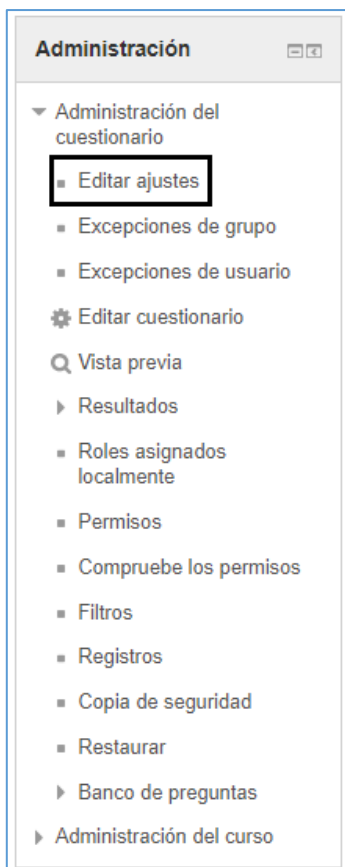 Administración
Administración del
cuestionario
Editar ajustes
Excepciones de grupo
Excepciones de usuario
Editar cuestionario
Vista previa
Resultados
Roles asignados
localmente
Permisos
Compruebe los permisos
Filtros
Registros
Copia de seguridad
Restaurar
Banco de preguntas
Administración del curso